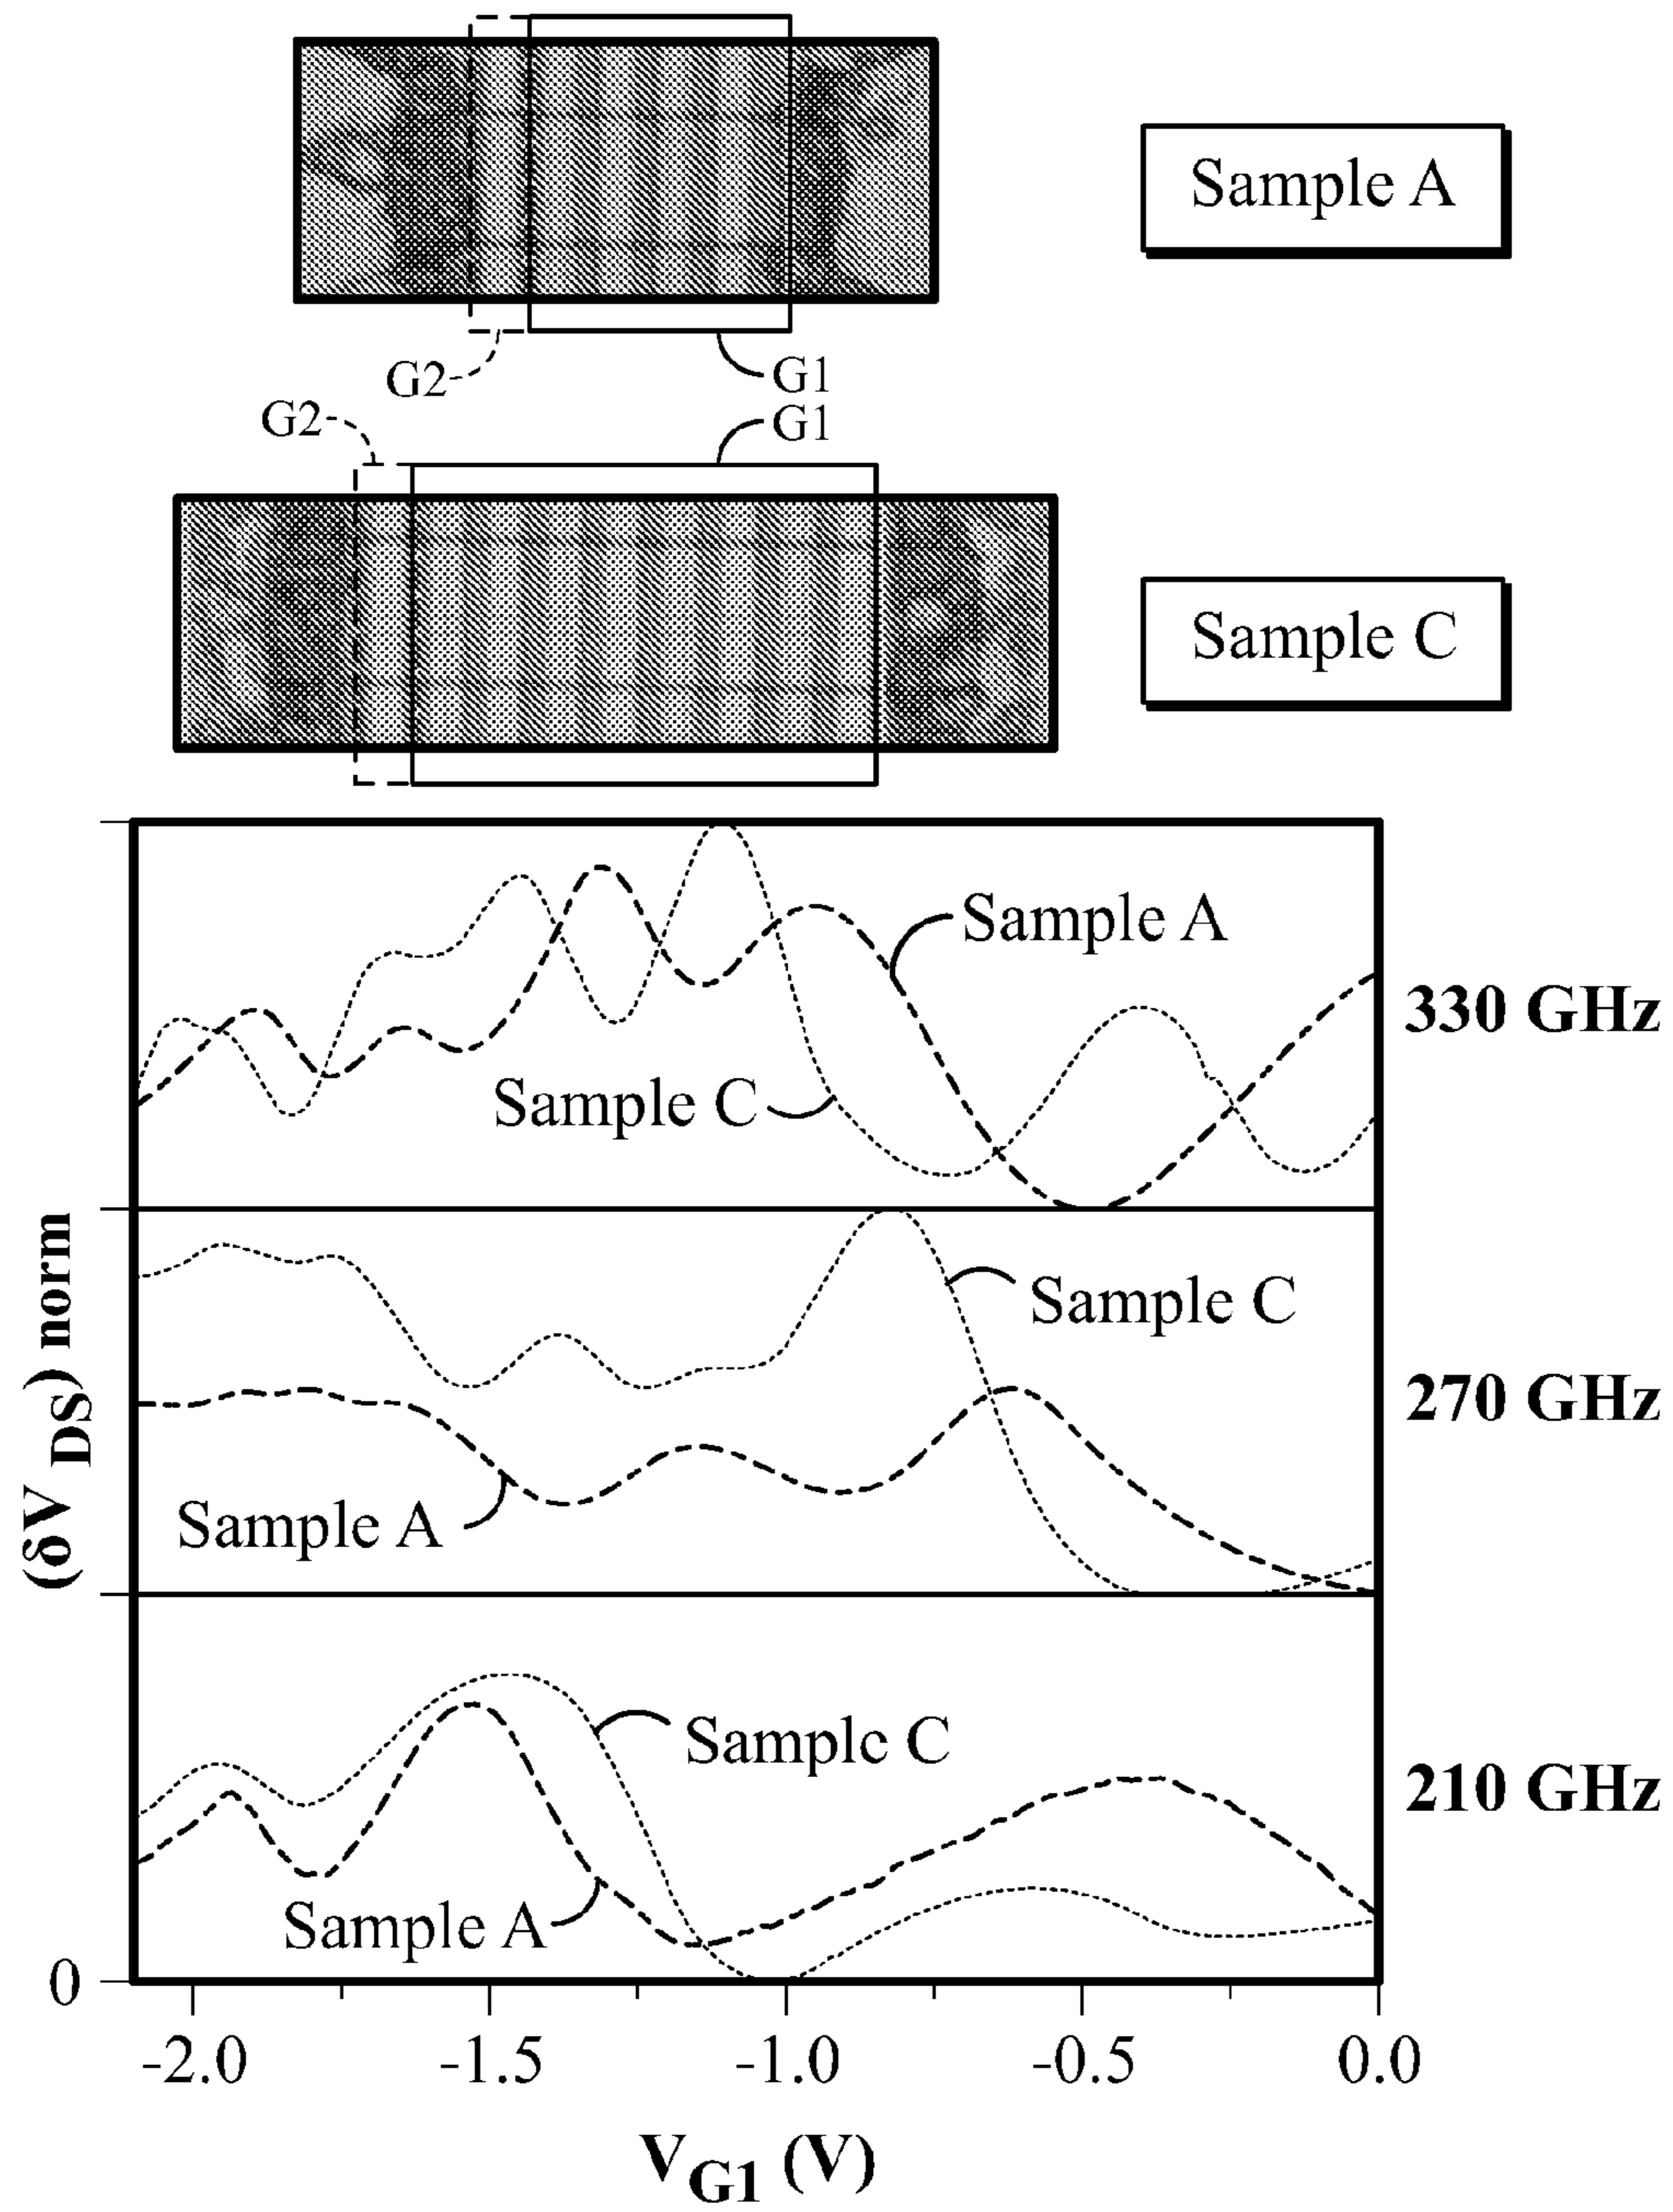 Sample A
G2
G1
G2
G1
Sample C
Sample A
330 GHz
Sample C
Sample C
270 GHz
Sample A
(δV DS) norm
Sample C
210 GHz
Sample A
0
-2.0 -1.5 -1.0 -0.5 0.0
VG1 (V)